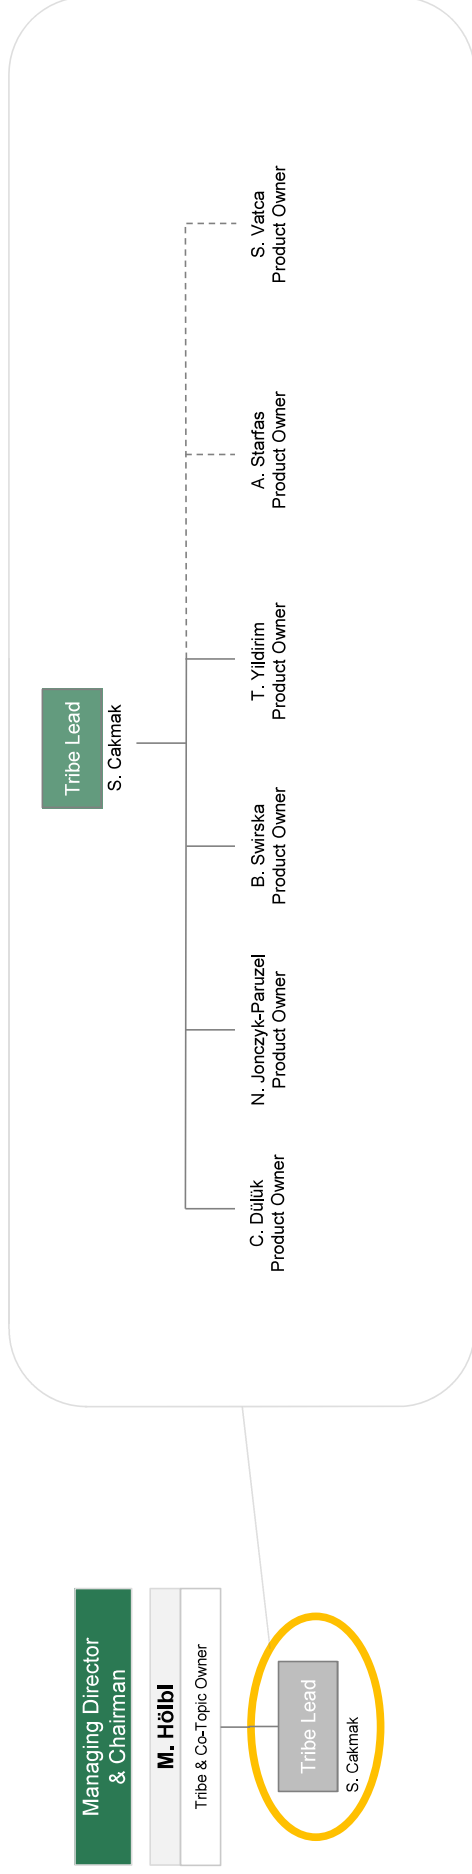 Managing Director
& Chairman
M. Hölbl
Tribe & Co-Topic Owner
Tribe Lead
S. Cakmak
Tribe Lead
S. Cakmak
C. Dülük
Product Owner
N. Jonczyk-Paruzel
Product Owner
B. Swirska
Product Owner
T. Yildirim
Product Owner
A. Starfas
Product Owner
S. Vatca
Product Owner